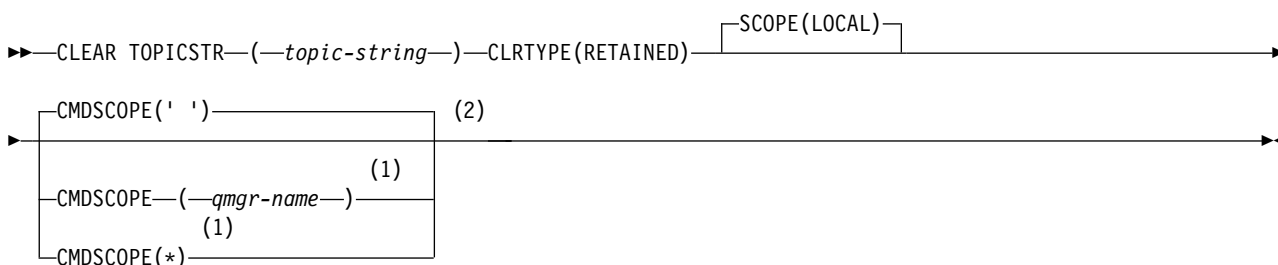 SCOPE(LOCAL)
CLEAR TOPICSTR ( topic-string ) CLRTYPE(RETAINED)
CMDSCOPE(' ') (2)
(1)
CMDSCOPE ( qmgr-name )
(1)
CMDSCOPE(*)